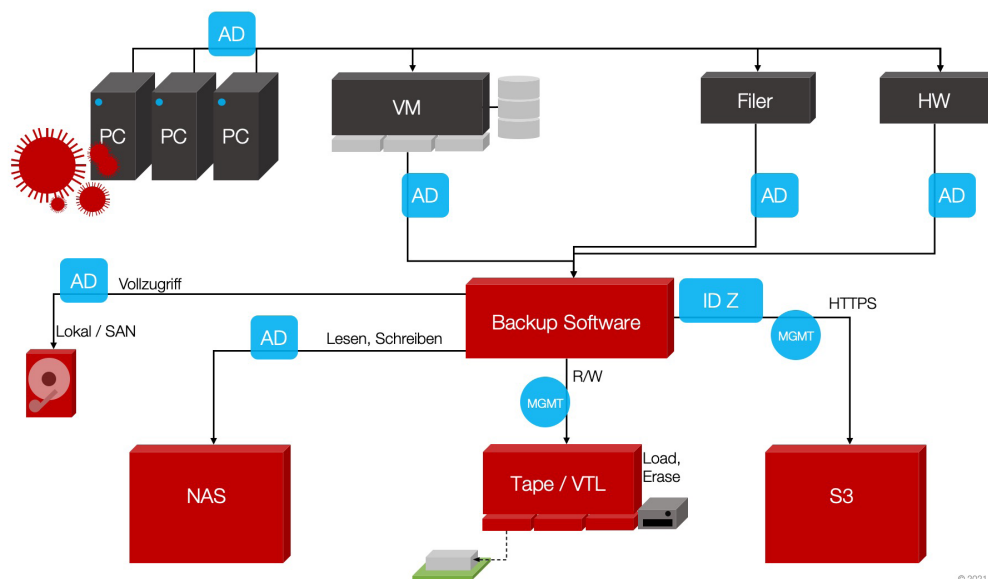 AD
PC
PC
PC
VM
Filer
HW
AD
AD
AD
AD
Vollzugriff
Lokal / SAN
AD
Lesen, Schreiben
Backup Software
ID Z
HTTPS
MGMT
R/W
MGMT
NAS
Tape / VTL
Load,
Erase
S3
© 2021